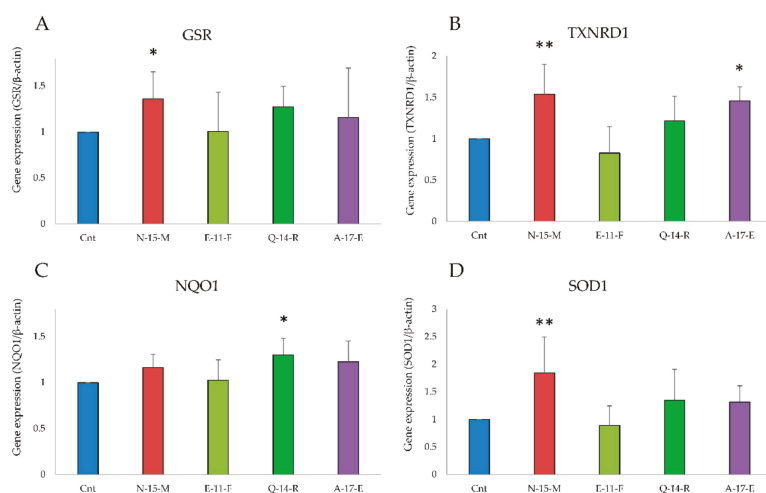 A
GSR
*
Gene expression (GSR/β-actin)
1.5
1
0.5
0
Cnt
N-15-M
E-11-F
Q-14-R
A-17-E
B
TXNRD1
**
*
Gene expression (TXNRD1/β-actin)
2
1.5
1
0.5
0
Cnt
N-15-M
E-11-F
Q-14-R
A-17-E
C
NQO1
*
Gene expression (NQO1/β-actin)
1.5
1
0.5
0
Cnt
N-15-M
E-11-F
Q-14-R
A-17-E
D
SOD1
**
Gene expression (SOD1/β-actin)
3
2.5
2
1.5
1
0.5
0
Cnt
N-15-M
E-11-F
Q-14-R
A-17-E